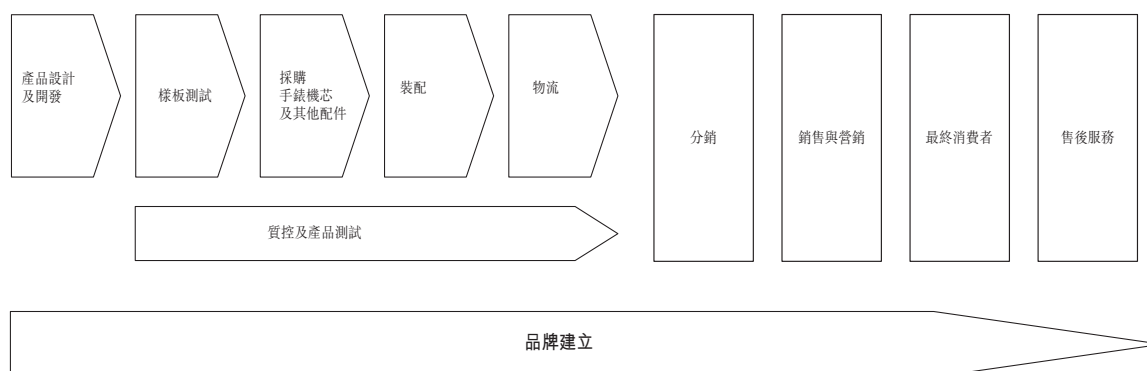 產品設計
及開發
樣板測試
採購
手錶機芯
及其他配件
裝配
物流
分銷
銷售與營銷
最終消費者
售後服務
質控及產品測試
品牌建立